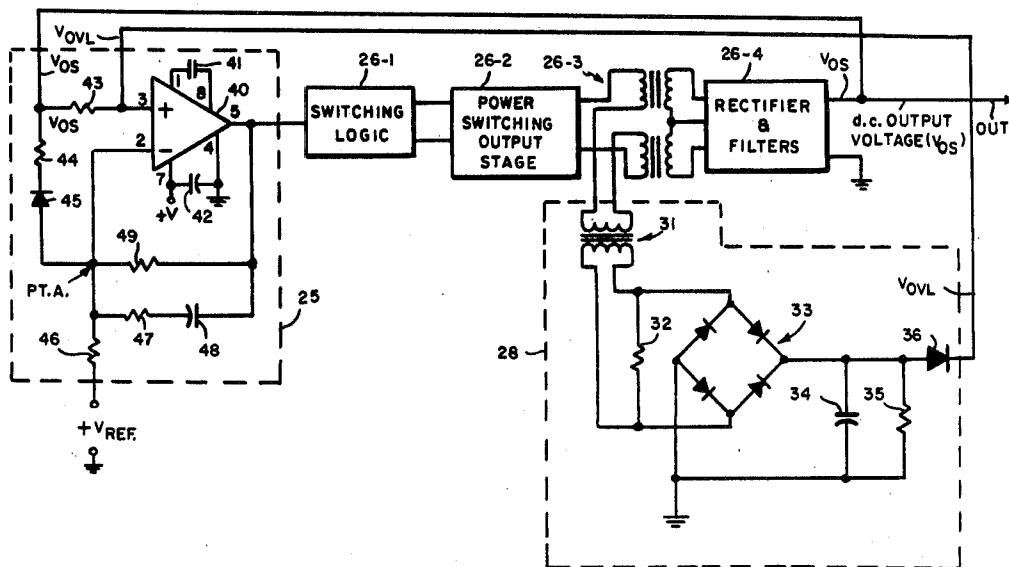 VOVL
VOS
43
VOS
44
45
3
+
2
−
1
41
8
40
5
4
7
+V
42
49
PT.A.
47
48
46
25
+VREF.
26-1
SWITCHING
LOGIC
26-2
POWER
SWITCHING
OUTPUT
STAGE
26-3
26-4
RECTIFIER
&
FILTERS
VOS
d.c. OUTPUT
VOLTAGE(VOS)
OUT
31
28
32
33
34
35
36
VOVL